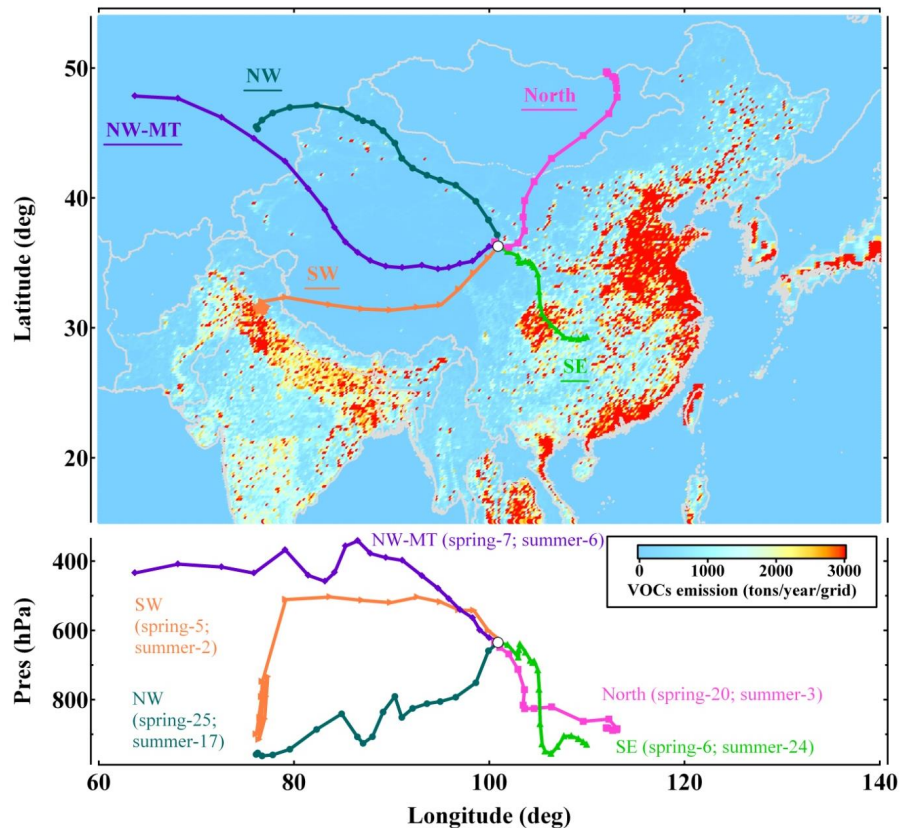 50
40
30
20
Latitude (deg)
NW
NW-MT
North
SW
SE
400
600
800
Pres (hPa)
NW-MT (spring-7; summer-6)
SW
(spring-5;
summer-2)
NW
(spring-25;
summer-17)
North (spring-20; summer-3)
SE (spring-6; summer-24)
0 1000 2000 3000
VOCs emission (tons/year/grid)
60 80 100 120 140
Longitude (deg)